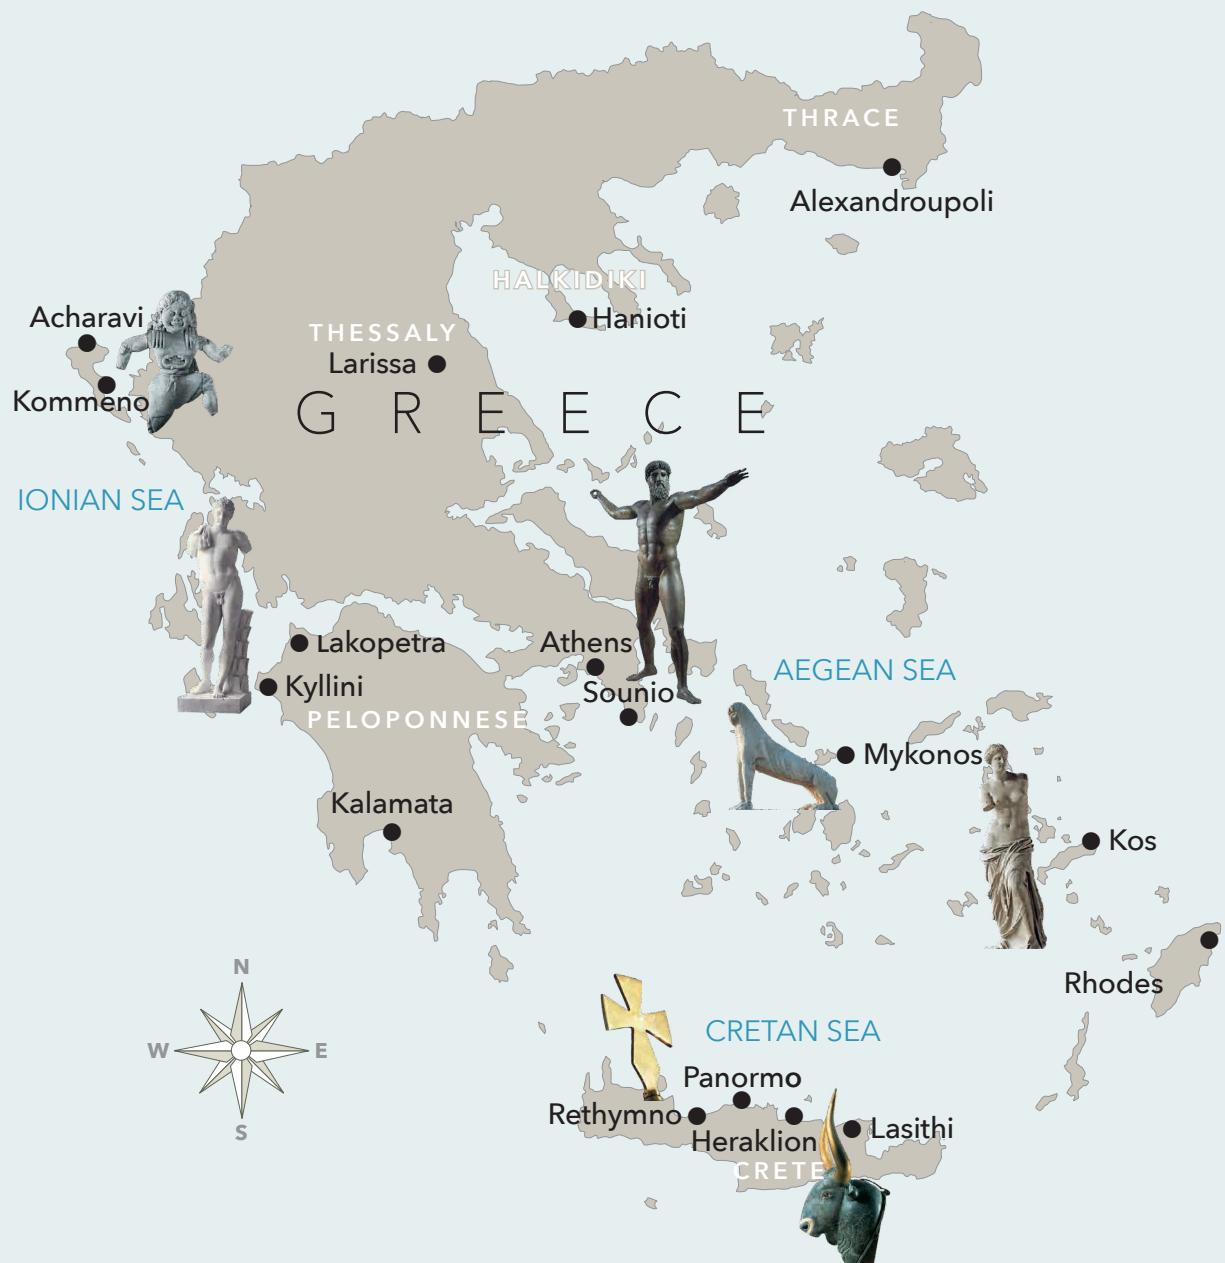 THRACE
Alexandroupoli
HALKIDIKI
Acharavi
Hanioti
THESSALY
Larissa
Kommeno
GREECE
IONIAN SEA
Lakopetra
Athens
AEGEAN SEA
Kyllini
Sounio
PELOPONNESE
Mykonos
Kalamata
Kos
N
Rhodes
W
E
CRETAN SEA
Panormo
Rethymno
Lasithi
S
Heraklion
CRETE